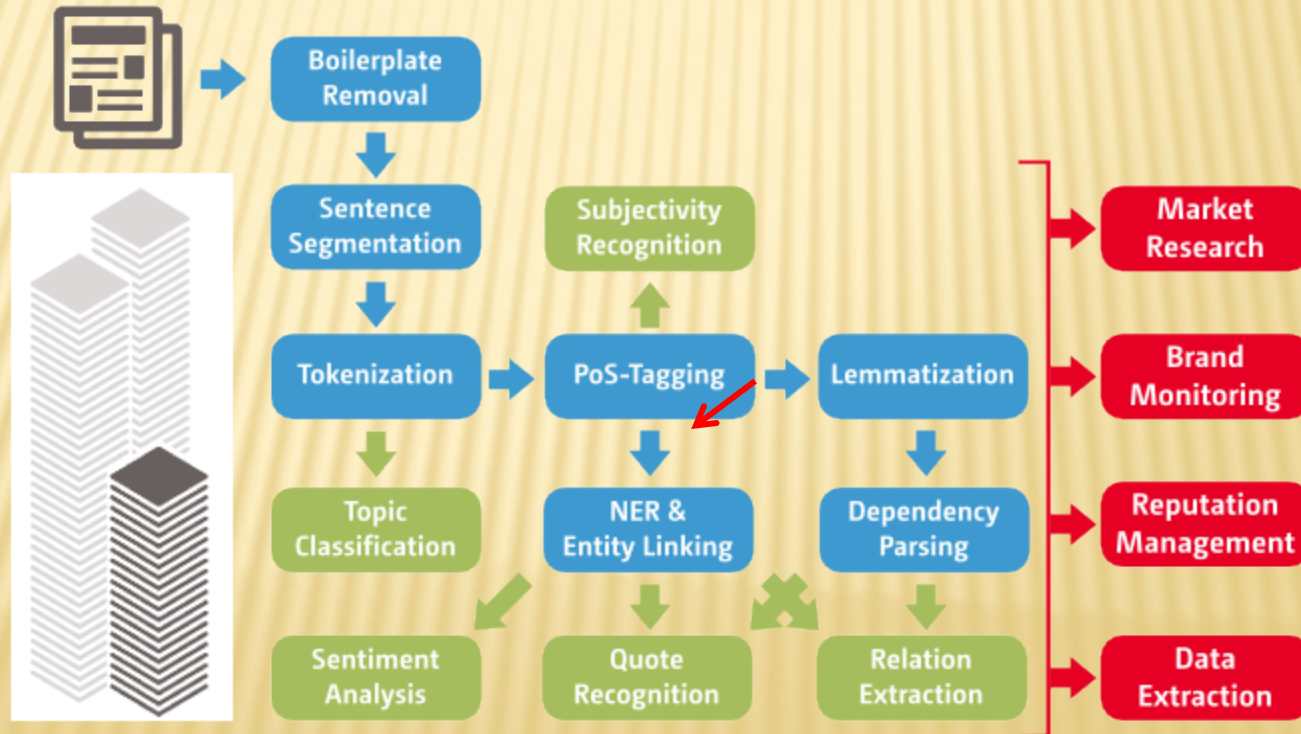 Boilerplate
Removal
Sentence
Segmentation
Subjectivity
Recognition
Market
Research
Tokenization
PoS-Tagging
Lemmatization
Brand
Monitoring
Topic
Classification
NER &
Entity Linking
Dependency
Parsing
Reputation
Management
Sentiment
Analysis
Quote
Recognition
Relation
Extraction
Data
Extraction